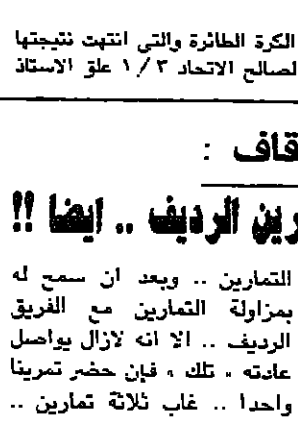 الكرة الطائرة والتي انتهت نتيجتها
لصالح الاتحاد ٣ / ١ علق الاستاذ
قاف :
رين الرديف .. ايضا !!
التمارين .. وبعد ان سمح له
بمزاولة التمارين مع الفريق
الرديف .. الا انه لازال يواصل
عادته « تلك » فإن حضر تمرينا
واحدا .. غاب ثلاثة تمارين ..